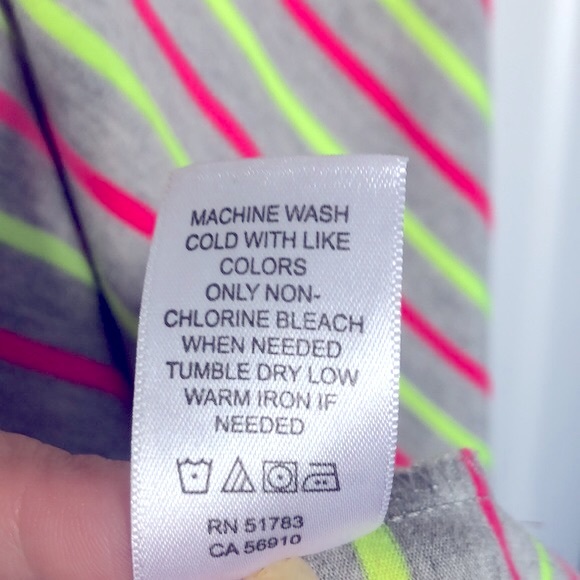 MACHINE WASH
COLD WITH LIKE
COLORS
ONLY NON-
CHLORINE BLEACH
WHEN NEEDED
TUMBLE DRY LOW
WARM IRON IF
NEEDED
RN 51783
CA 56910